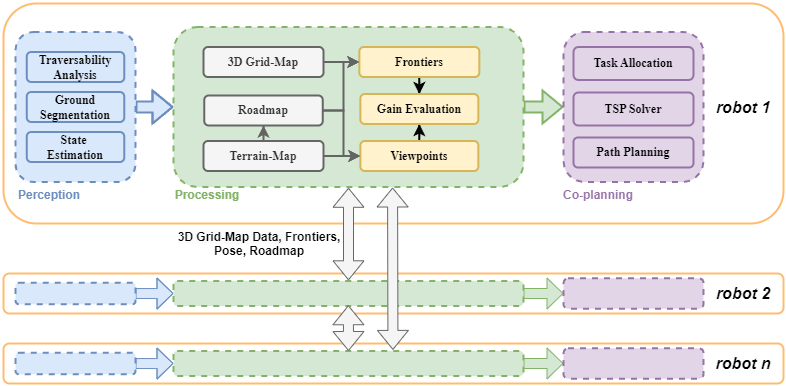 Traversability
Analysis
Ground
Segmentation
State
Estimation
Perception
3D Grid-Map
Roadmap
Terrain-Map
Frontiers
Gain Evaluation
Viewpoints
Processing
Task Allocation
TSP Solver
Path Planning
Co-planning
robot 1
3D Grid-Map Data, Frontiers,
Pose, Roadmap
robot 2
robot n